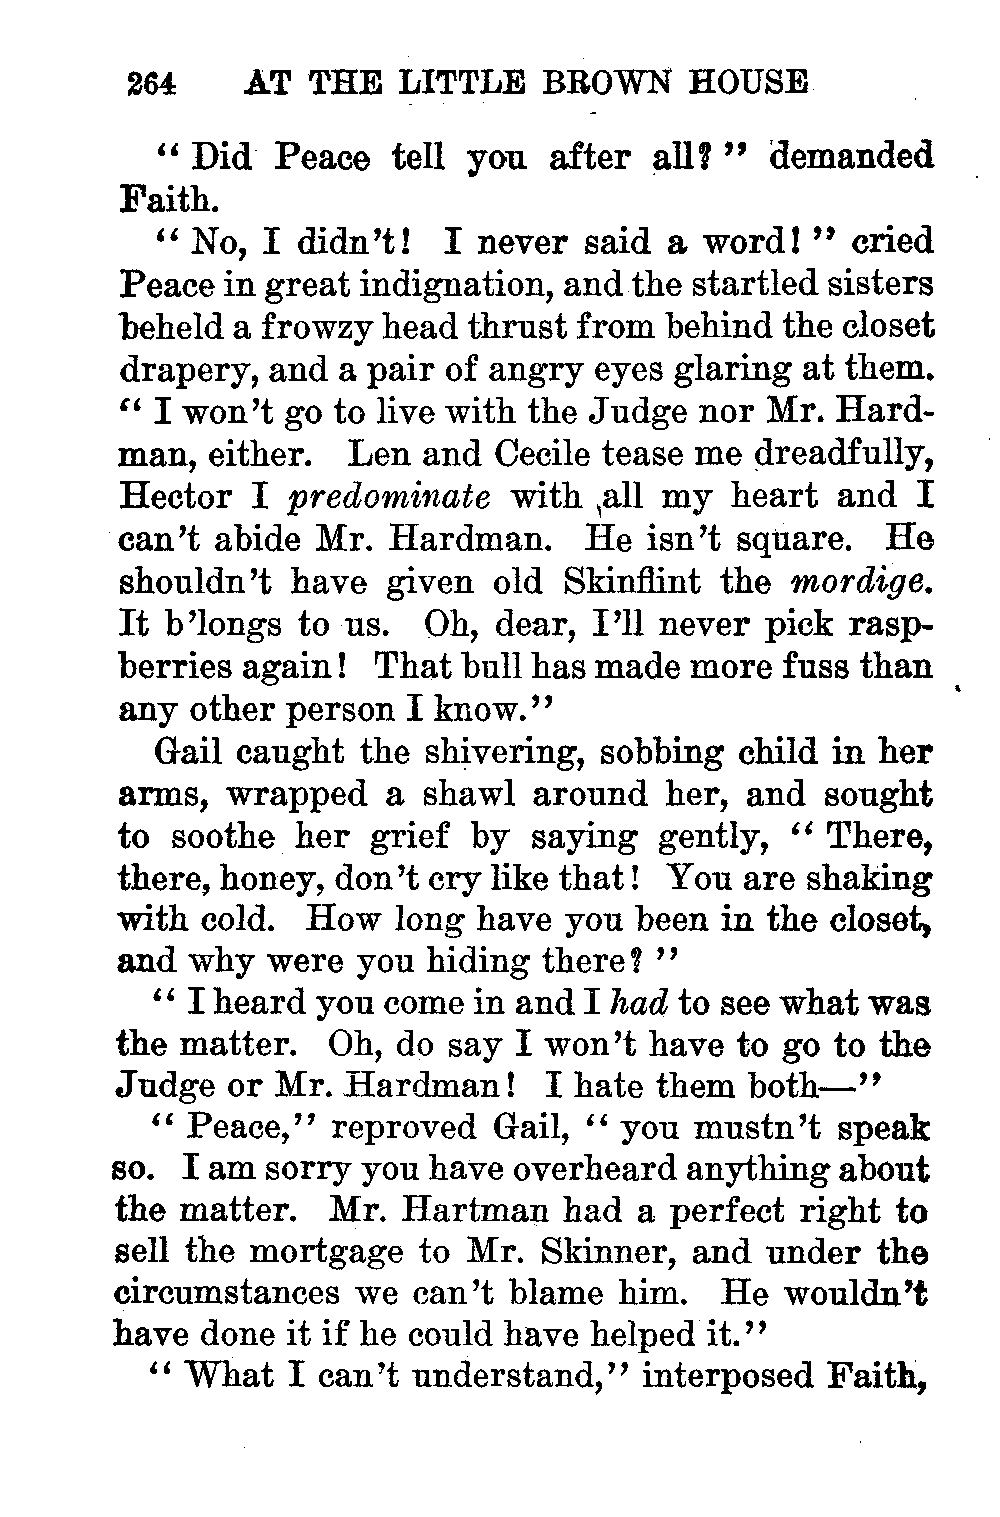 264 AT THE LITTLE BROWN HOUSE
“ Did Peace tell you after all? ” demanded
Faith.
“ No, I didn’t! I never said a word! ” cried
Peace in great indignation, and the startled sisters
beheld a frowzy head thrust from behind the closet
drapery, and a pair of angry eyes glaring at them.
“ I won’t go to live with the Judge nor Mr. Hard-
man, either. Len and Cecile tease me dreadfully,
Hector I predominate with all my heart and I
can’t abide Mr. Hardman. He isn’t square. He
shouldn’t have given old Skinflint the mordige.
It b’longs to us. Oh, dear, I’ll never pick rasp-
berries again! That bull has made more fuss than
any other person I know.”
Gail caught the shivering, sobbing child in her
arms, wrapped a shawl around her, and sought
to soothe her grief by saying gently, “ There,
there, honey, don’t cry like that! You are shaking
with cold. How long have you been in the closet,
and why were you hiding there? ”
“ I heard you come in and I had to see what was
the matter. Oh, do say I won’t have to go to the
Judge or Mr. Hardman! I hate them both—”
“ Peace,” reproved Gail, “ you mustn’t speak
so. I am sorry you have overheard anything about
the matter. Mr. Hartman had a perfect right to
sell the mortgage to Mr. Skinner, and under the
circumstances we can’t blame him. He wouldn’t
have done it if he could have helped it.”
“ What I can’t understand,” interposed Faith,